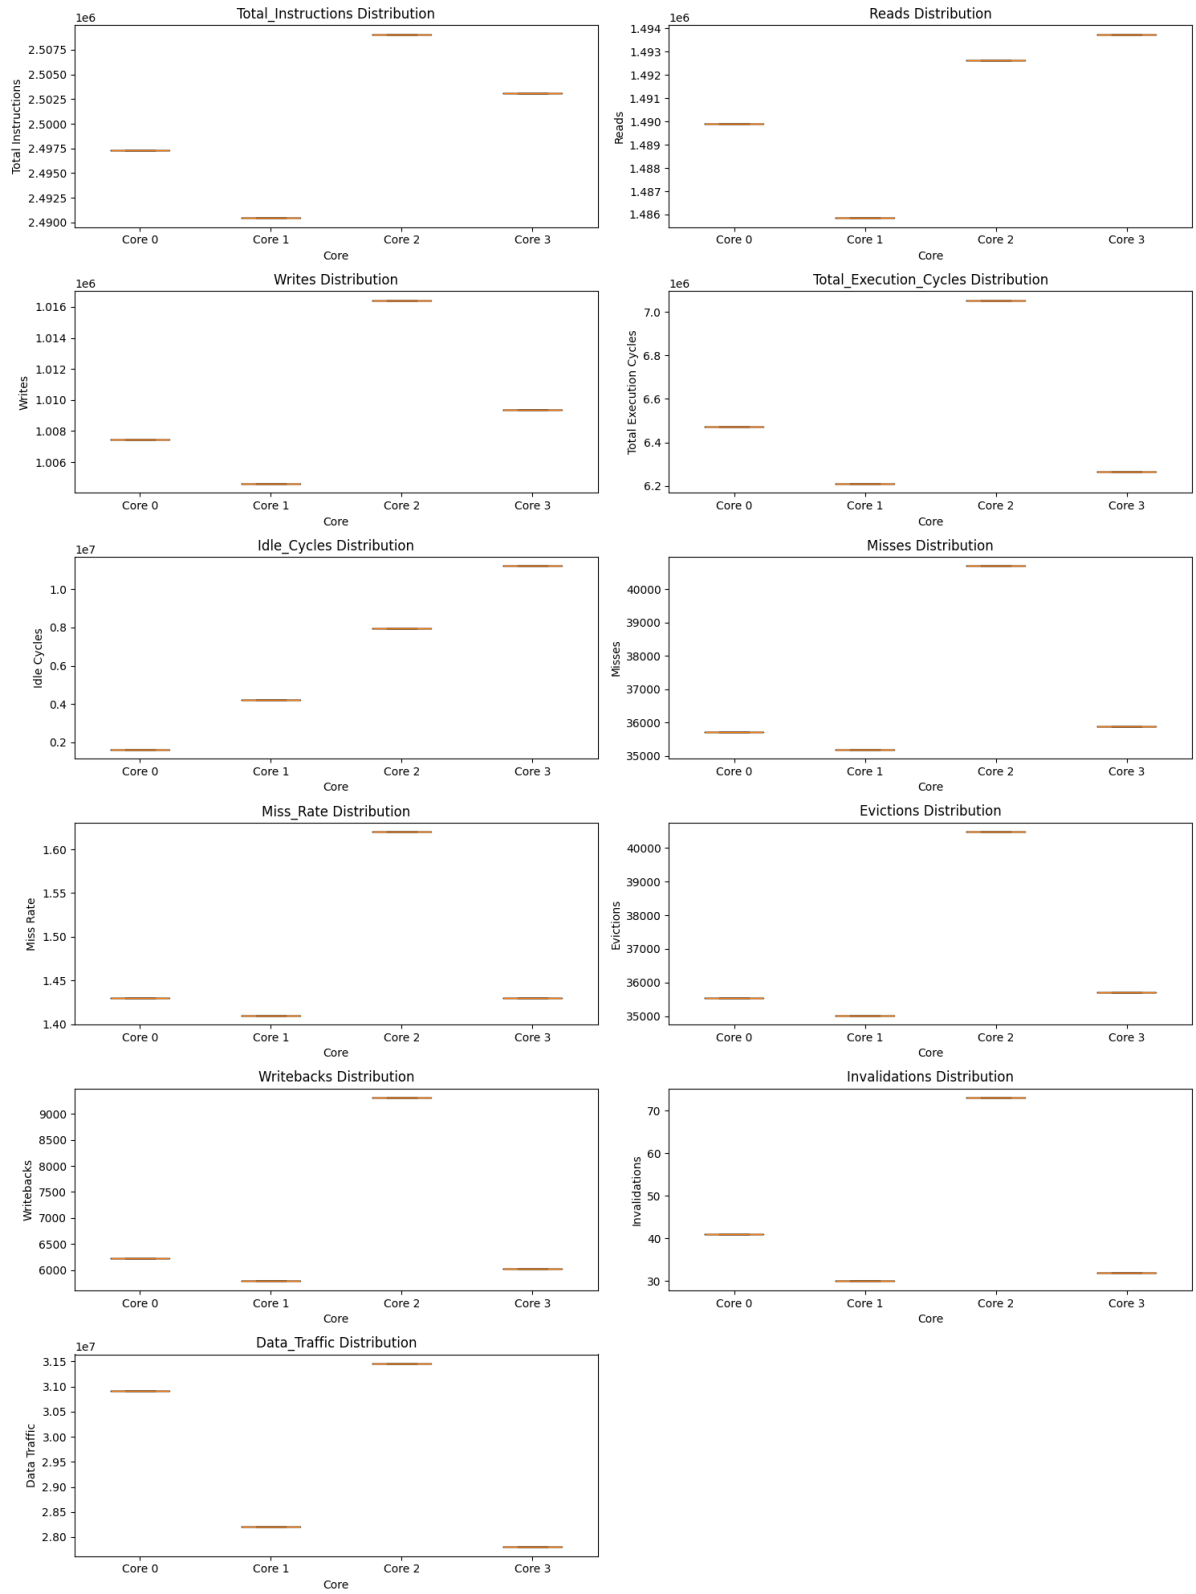 Total_Instructions Distribution
1e6
2.5075
2.5050
2.5025
2.5000
2.4975
2.4950
2.4925
2.4900
Total Instructions
Core 0 Core 1 Core 2 Core 3
Core
Reads Distribution
1e6
1.494
1.493
1.492
1.491
1.490
1.489
1.488
1.487
1.486
Reads
Core 0 Core 1 Core 2 Core 3
Core
Writes Distribution
1e6
1.016
1.014
1.012
1.010
1.008
1.006
Writes
Core 0 Core 1 Core 2 Core 3
Core
Total_Execution_Cycles Distribution
1e6
7.0
6.8
6.6
6.4
6.2
Total Execution Cycles
Core 0 Core 1 Core 2 Core 3
Core
Idle_Cycles Distribution
1e7
1.0
0.8
0.6
0.4
0.2
Idle Cycles
Core 0 Core 1 Core 2 Core 3
Core
Misses Distribution
40000
39000
38000
37000
36000
35000
Misses
Core 0 Core 1 Core 2 Core 3
Core
Miss_Rate Distribution
1.60
1.55
1.50
1.45
1.40
Miss Rate
Core 0 Core 1 Core 2 Core 3
Core
Evictions Distribution
40000
39000
38000
37000
36000
35000
Evictions
Core 0 Core 1 Core 2 Core 3
Core
Writebacks Distribution
9000
8500
8000
7500
7000
6500
6000
Writebacks
Core 0 Core 1 Core 2 Core 3
Core
Invalidations Distribution
70
60
50
40
30
Invalidations
Core 0 Core 1 Core 2 Core 3
Core
Data_Traffic Distribution
1e7
3.15
3.10
3.05
3.00
2.95
2.90
2.85
2.80
Data Traffic
Core 0 Core 1 Core 2 Core 3
Core